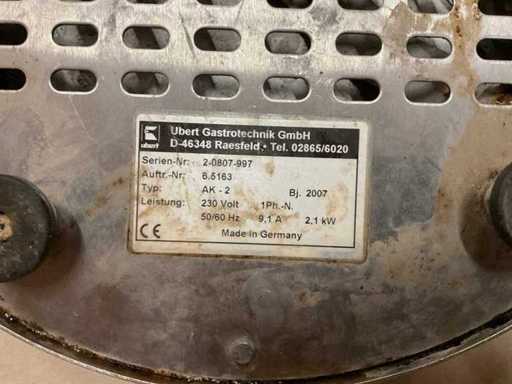 Ubert Gastrotechnik GmbH
D-46348 Raesfeld • Tel. 02865/6020
ubert
Serien-Nr: 2-0807-997
Auftr.-Nr: 6.5163
Typ: AK - 2 Bj. 2007
Leistung: 230 Volt 1Ph.-N.
50/60 Hz 9,1 A 2,1 kW
CE Made in Germany